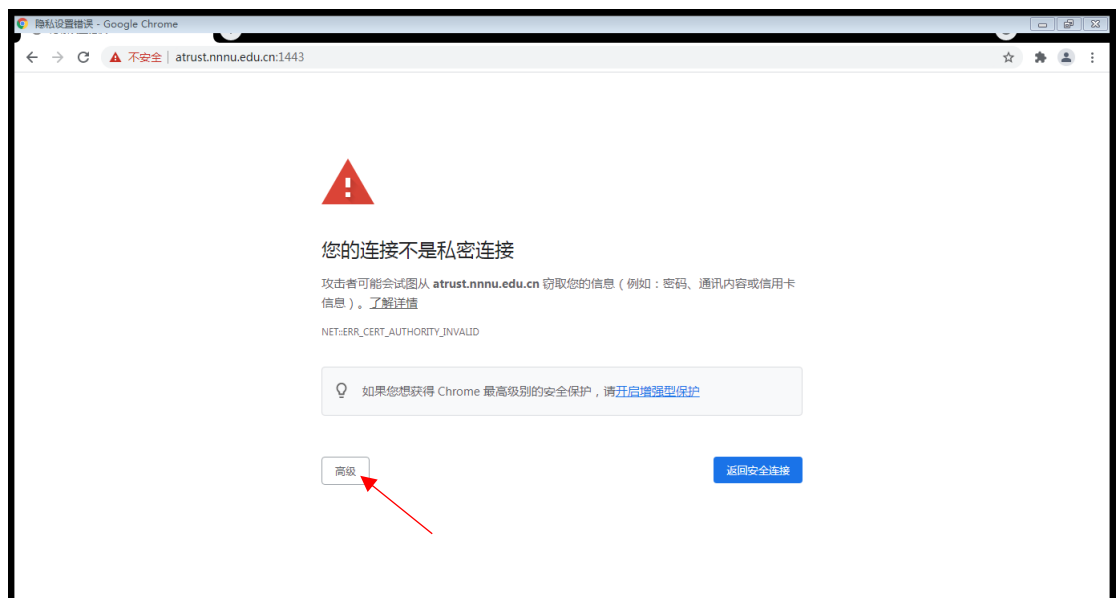 隐私设置错误 - Google Chrome
不安全 | atrust.nnnu.edu.cn:1443
您的连接不是私密连接
攻击者可能会试图从 atrust.nnnu.edu.cn 窃取您的信息（例如：密码、通讯内容或信用卡
信息）。了解详情
NET::ERR_CERT_AUTHORITY_INVALID
如果您想获得 Chrome 最高级别的安全保护，请开启增强型保护
高级
返回安全连接